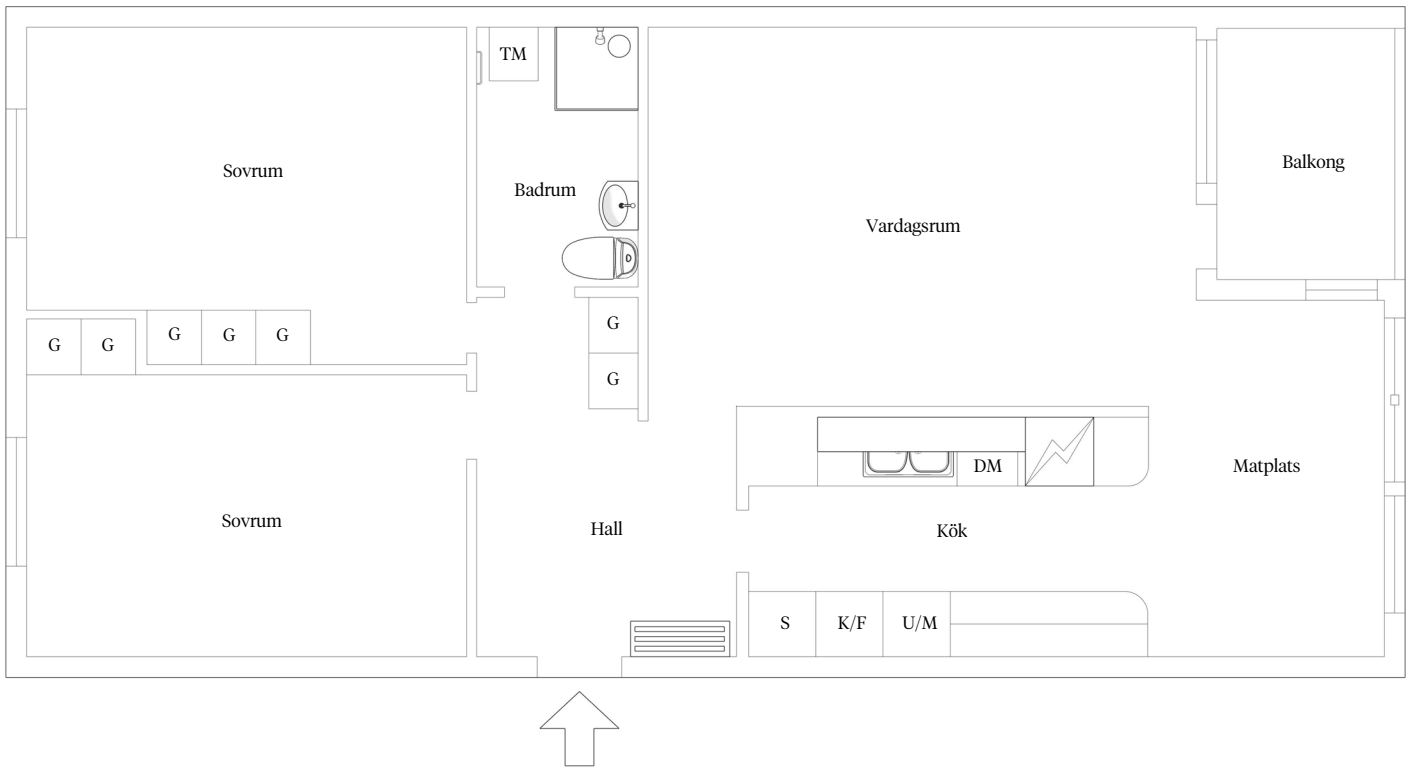 TM
Sovrum
Badrum
Balkong
Vardagsrum
G
G
G
G
G
G
G
DM
Matplats
Sovrum
Hall
Kök
S
K/F
U/M